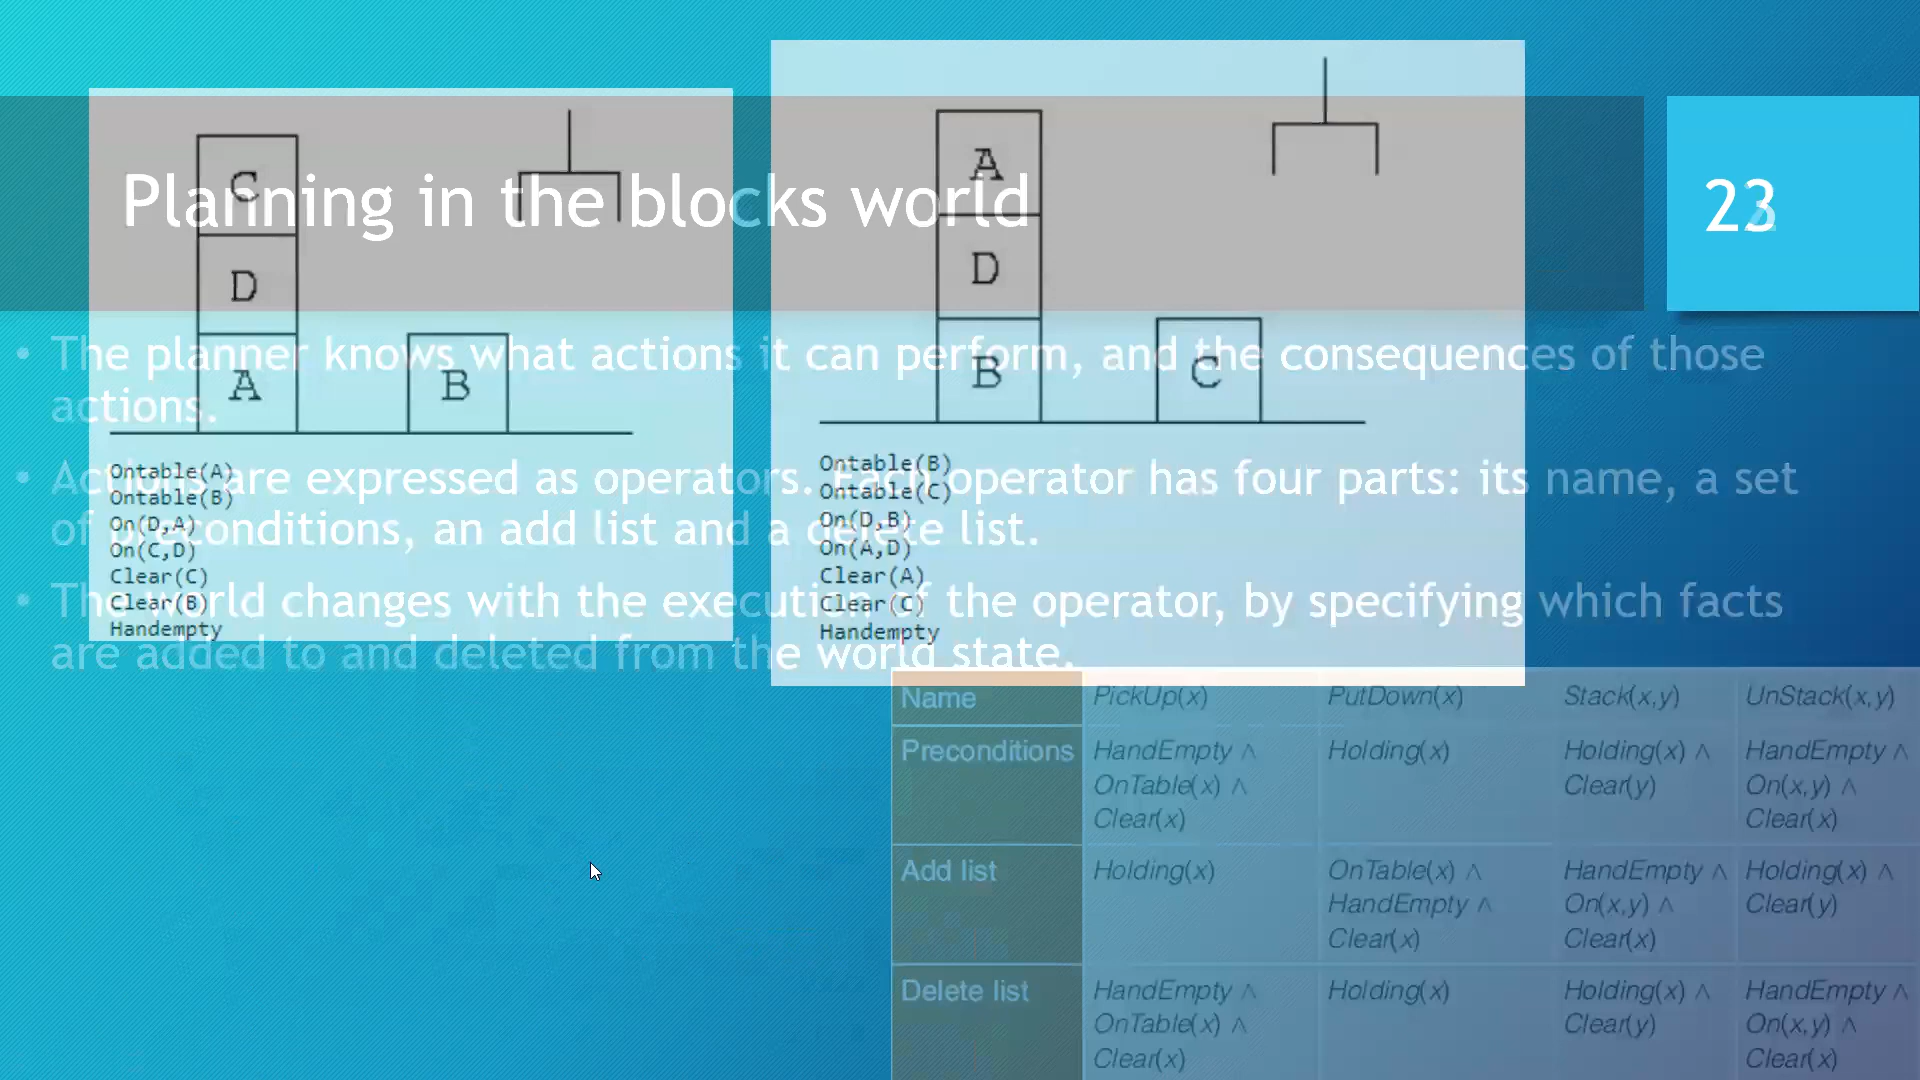 Planning in the blocks world
23
C
D
A
B
A
D
B
C
Ontable(A)
Ontable(B)
On(D,A)
On(C,D)
Clear(C)
Clear(B)
Handempty
Ontable(B)
Ontable(C)
On(D,B)
On(A,D)
Clear(A)
Clear(C)
Handempty
• The planner knows what actions it can perform, and the consequences of those
actions.
• Actions are expressed as operators. Each operator has four parts: its name, a set
of preconditions, an add list and a delete list.
• The world changes with the execution of the operator, by specifying which facts
are added to and deleted from the world state.
Name PickUp(x) PutDown(x) Stack(x,y) UnStack(x,y)
Preconditions HandEmpty ∧ Holding(x) Holding(x) ∧ HandEmpty ∧
OnTable(x) ∧ Clear(y) On(x,y) ∧
Clear(x) Clear(x)
Add list Holding(x) OnTable(x) ∧ HandEmpty ∧ Holding(x) ∧
HandEmpty ∧ On(x,y) ∧ Clear(y)
Clear(x) Clear(x)
Delete list HandEmpty ∧ Holding(x) Holding(x) ∧ HandEmpty ∧
OnTable(x) ∧ Clear(y) On(x,y) ∧
Clear(x) Clear(x)